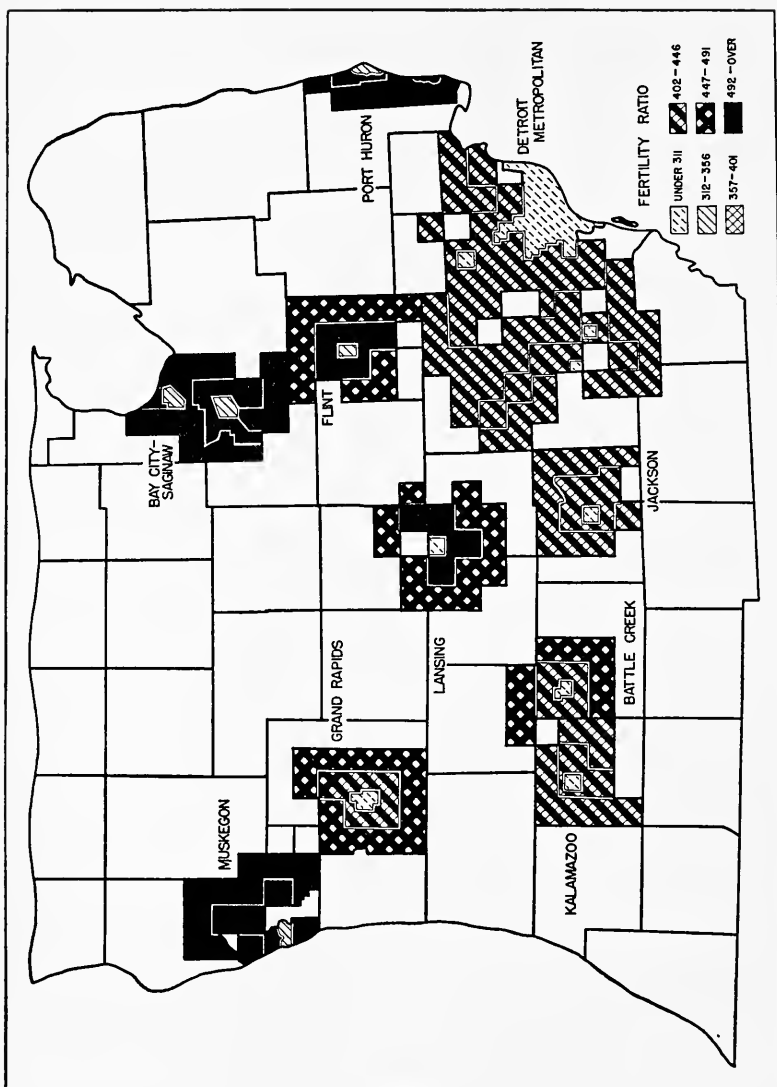 MUSKEGON
GRAND RAPIDS
LANSING
KALAMAZOO
BATTLE CREEK
JACKSON
BAY CITY–
SAGINAW
FLINT
PORT HURON
DETROIT
METROPOLITAN
FERTILITY RATIO
UNDER 311
312–356
357–401
402–446
447–491
492–OVER